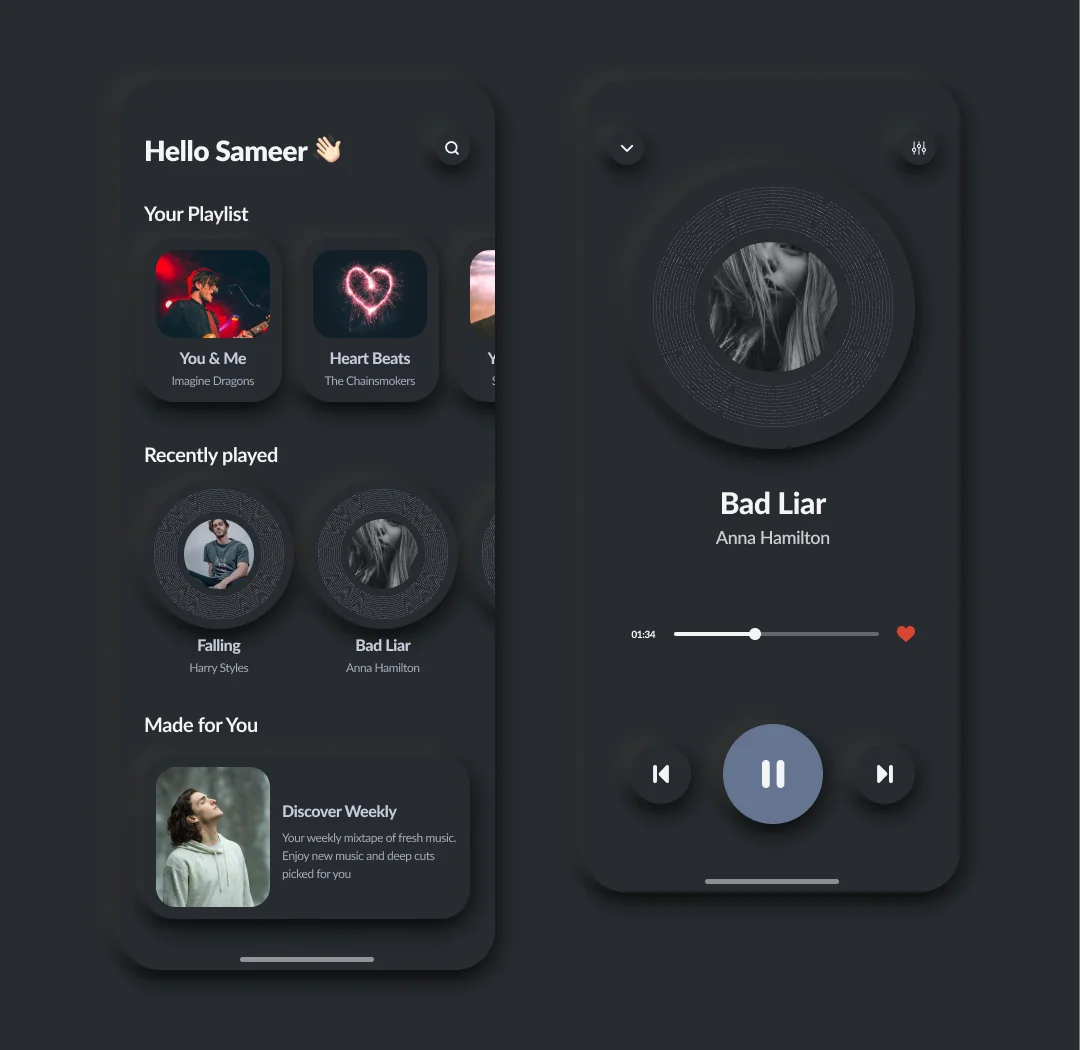 Hello Sameer 👋🏻
Your Playlist
You & Me
Imagine Dragons
Heart Beats
The Chainsmokers
Y
S
Recently played
Falling
Harry Styles
Bad Liar
Anna Hamilton
Made for You
Discover Weekly
Your weekly mixtape of fresh music.
Enjoy new music and deep cuts
picked for you
Bad Liar
Anna Hamilton
01:34